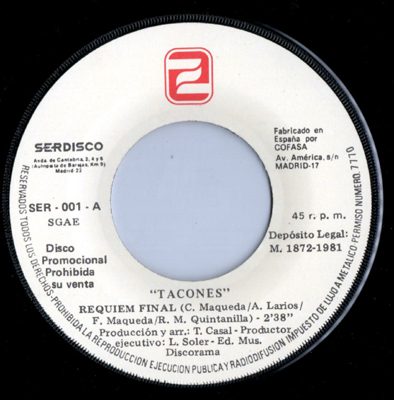 SERDISCO
Avda. de Cantabria, 2, 4 y 6
(Autopista de Barajas, Km. 9)
Madrid 22
Fabricado en
España por
COFASA
Av. América, s/n
MADRID-17
SER - 001 - A
SGAE
45 r. p. m.
Disco
Promocional
Prohibida
su venta
Depósito Legal:
M. 1872-1981
"TACONES"
REQUIEM FINAL (C. Maqueda/A. Larios/
F. Maqueda/R. M. Quintanilla) - 2'38"
Producción y arr.: T. Casal - Productor
ejecutivo: L. Soler - Ed. Mus.
Discorama
RESERVADOS TODOS LOS DERECHOS-PROHIBIDA LA REPRODUCCION EJECUCION PUBLICA Y RADIODIFUSION IMPUESTO DE LUJO A METALICO PERMISO NUMERO 7770